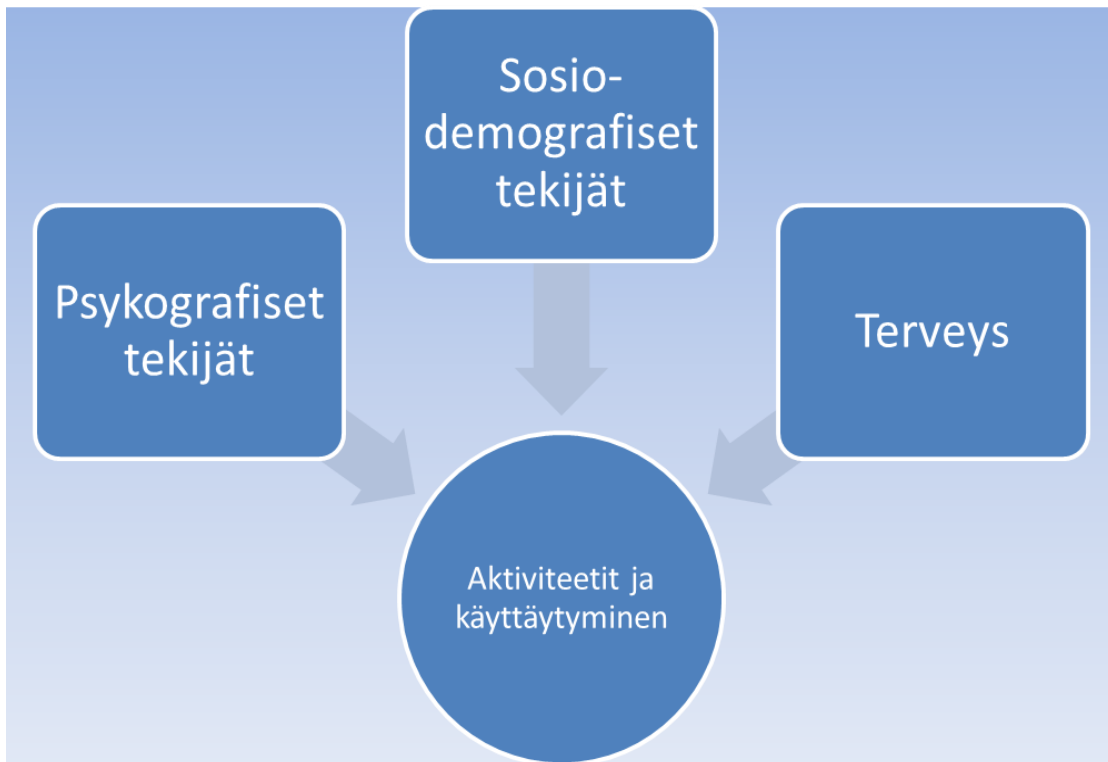 Sosio-
demografiset
tekijät
Psykografiset
tekijät
Terveys
Aktiviteetit ja
käyttäytyminen